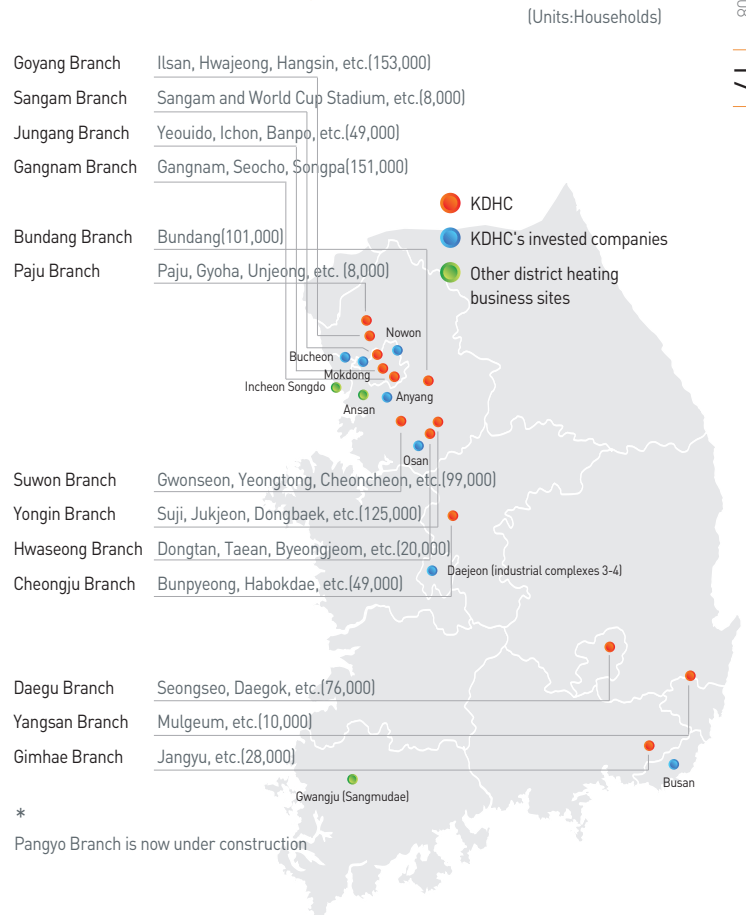 (Units:Households)
08
17
Goyang Branch Ilsan, Hwajeong, Hangsin, etc.(153,000)
Sangam Branch Sangam and World Cup Stadium, etc.(8,000)
Jungang Branch Yeouido, Ichon, Banpo, etc.(49,000)
Gangnam Branch Gangnam, Seocho, Songpa(151,000)
KDHC
Bundang Branch Bundang(101,000)
KDHC's invested companies
Paju Branch Paju, Gyoha, Unjeong, etc. (8,000)
Other district heating
business sites
Nowon
Bucheon
Mokdong
Incheon Songdo
Anyang
Ansan
Osan
Suwon Branch Gwonseon, Yeongtong, Cheoncheon, etc.(99,000)
Yongin Branch Suji, Jukjeon, Dongbaek, etc.(125,000)
Hwaseong Branch Dongtan, Taean, Byeongjeom, etc.(20,000)
Daejeon (industrial complexes 3-4)
Cheongju Branch Bunpyeong, Habokdae, etc.(49,000)
Daegu Branch Seongseo, Daegok, etc.(76,000)
Yangsan Branch Mulgeum, etc.(10,000)
Gimhae Branch Jangyu, etc.(28,000)
Busan
Gwangju (Sangmudae)
*
Pangyo Branch is now under construction